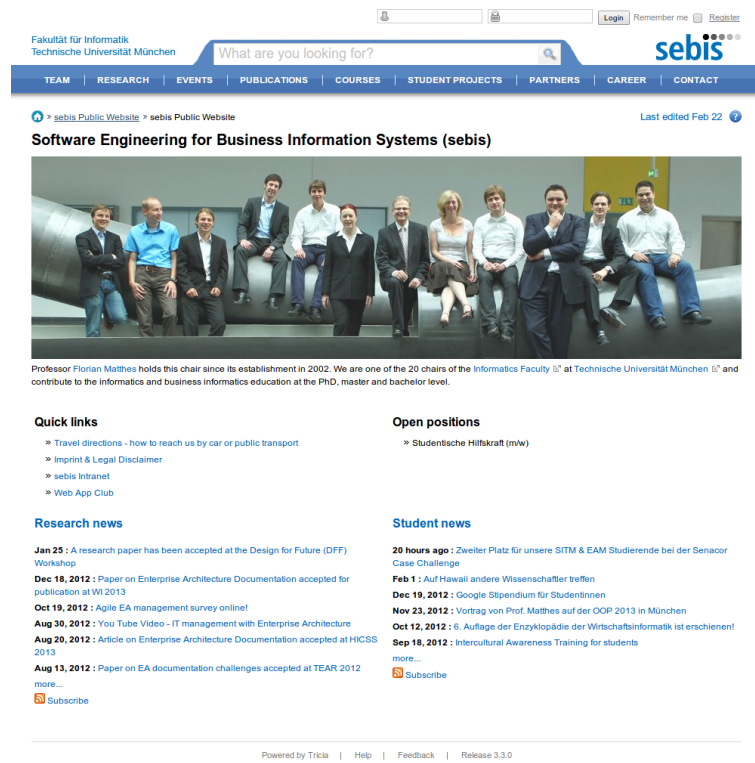 Login Remember me Register
Fakultät für Informatik
Technische Universität München
What are you looking for?
sebis
TEAM | RESEARCH | EVENTS | PUBLICATIONS | COURSES | STUDENT PROJECTS | PARTNERS | CAREER | CONTACT
» sebis Public Website » sebis Public Website
Last edited Feb 22
Software Engineering for Business Information Systems (sebis)
Professor Florian Matthes holds this chair since its establishment in 2002. We are one of the 20 chairs of the Informatics Faculty at Technische Universität München and
contribute to the informatics and business informatics education at the PhD, master and bachelor level.
Quick links
» Travel directions - how to reach us by car or public transport
» Imprint & Legal Disclaimer
» sebis Intranet
» Web App Club
Open positions
» Studentische Hilfskraft (m/w)
Research news
Jan 25 : A research paper has been accepted at the Design for Future (DFF)
Workshop
Dec 18, 2012 : Paper on Enterprise Architecture Documentation accepted for
publication at WI 2013
Oct 19, 2012 : Agile EA management survey online!
Aug 30, 2012 : You Tube Video - IT management with Enterprise Architecture
Aug 20, 2012 : Article on Enterprise Architecture Documentation accepted at HICSS
2013
Aug 13, 2012 : Paper on EA documentation challenges accepted at TEAR 2012
more...
Subscribe
Student news
20 hours ago : Zweiter Platz für unsere SITM & EAM Studierende bei der Senacor
Case Challenge
Feb 1 : Auf Hawaii andere Wissenschaftler treffen
Dec 19, 2012 : Google Stipendium für Studentinnen
Nov 23, 2012 : Vortrag von Prof. Matthes auf der OOP 2013 in München
Oct 12, 2012 : 6. Auflage der Enzyklopädie der Wirtschaftsinformatik ist erschienen!
Sep 18, 2012 : Intercultural Awareness Training for students
more...
Subscribe
Powered by Tricia | Help | Feedback | Release 3.3.0